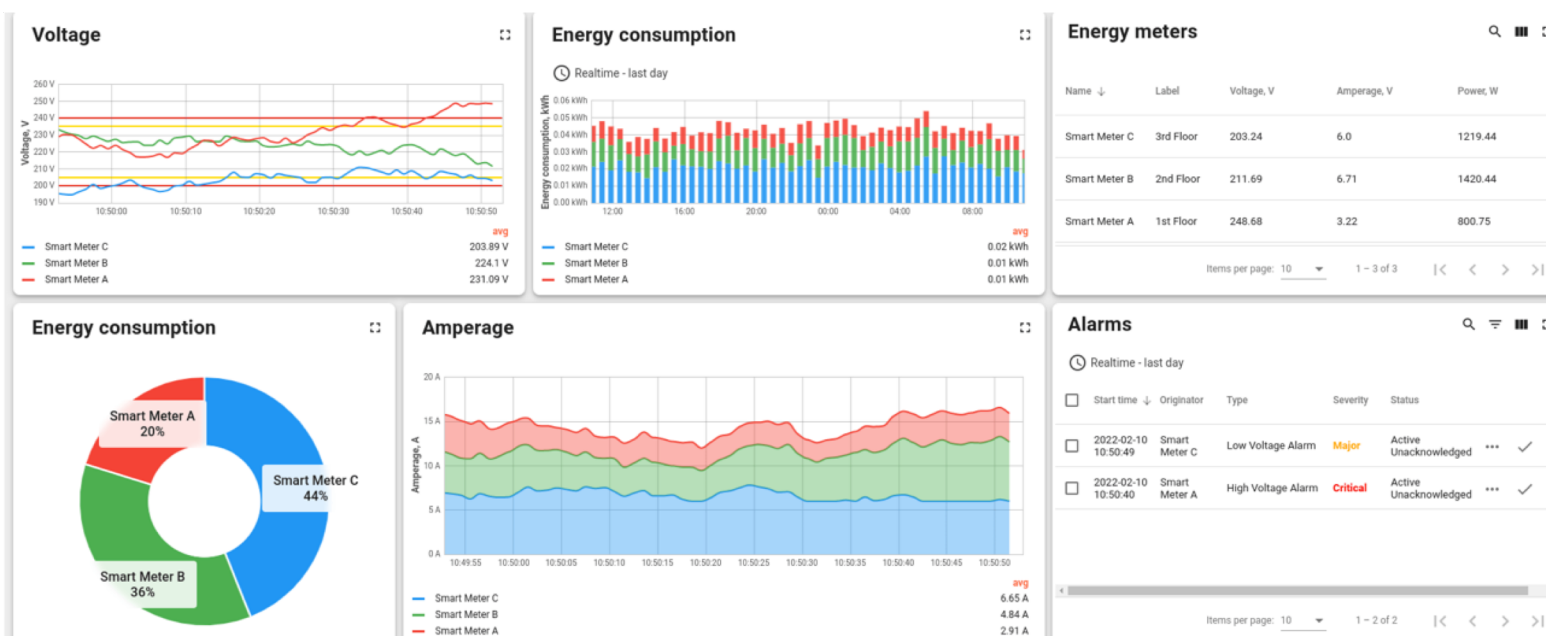 Voltage
260 V
250 V
240 V
230 V
220 V
210 V
200 V
190 V
Voltage, V
10:50:00 10:50:10 10:50:20 10:50:30 10:50:40 10:50:50
avg
Smart Meter C 203.89 V
Smart Meter B 224.1 V
Smart Meter A 231.09 V
Energy consumption
Realtime - last day
0.06 kWh
0.05 kWh
0.04 kWh
0.03 kWh
0.02 kWh
0.01 kWh
0.00 kWh
Energy consumption, kWh
12:00 16:00 20:00 00:00 04:00 08:00
avg
Smart Meter C 0.02 kWh
Smart Meter B 0.01 kWh
Smart Meter A 0.01 kWh
Energy meters
Name Label Voltage, V Amperage, V Power, W
Smart Meter C 3rd Floor 203.24 6.0 1219.44
Smart Meter B 2nd Floor 211.69 6.71 1420.44
Smart Meter A 1st Floor 248.68 3.22 800.75
Items per page: 10 1 – 3 of 3
Energy consumption
Smart Meter A
20%
Smart Meter C
44%
Smart Meter B
36%
Amperage
20 A
15 A
10 A
5 A
0 A
Amperage, A
10:49:55 10:50:00 10:50:05 10:50:10 10:50:15 10:50:20 10:50:25 10:50:30 10:50:35 10:50:40 10:50:45 10:50:50
avg
Smart Meter C 6.65 A
Smart Meter B 4.84 A
Smart Meter A 2.91 A
Alarms
Realtime - last day
Start time Originator Type Severity Status
2022-02-10 Smart Active
10:50:49 Meter C Low Voltage Alarm Major Unacknowledged
2022-02-10 Smart Active
10:50:40 Meter A High Voltage Alarm Critical Unacknowledged
Items per page: 10 1 – 2 of 2